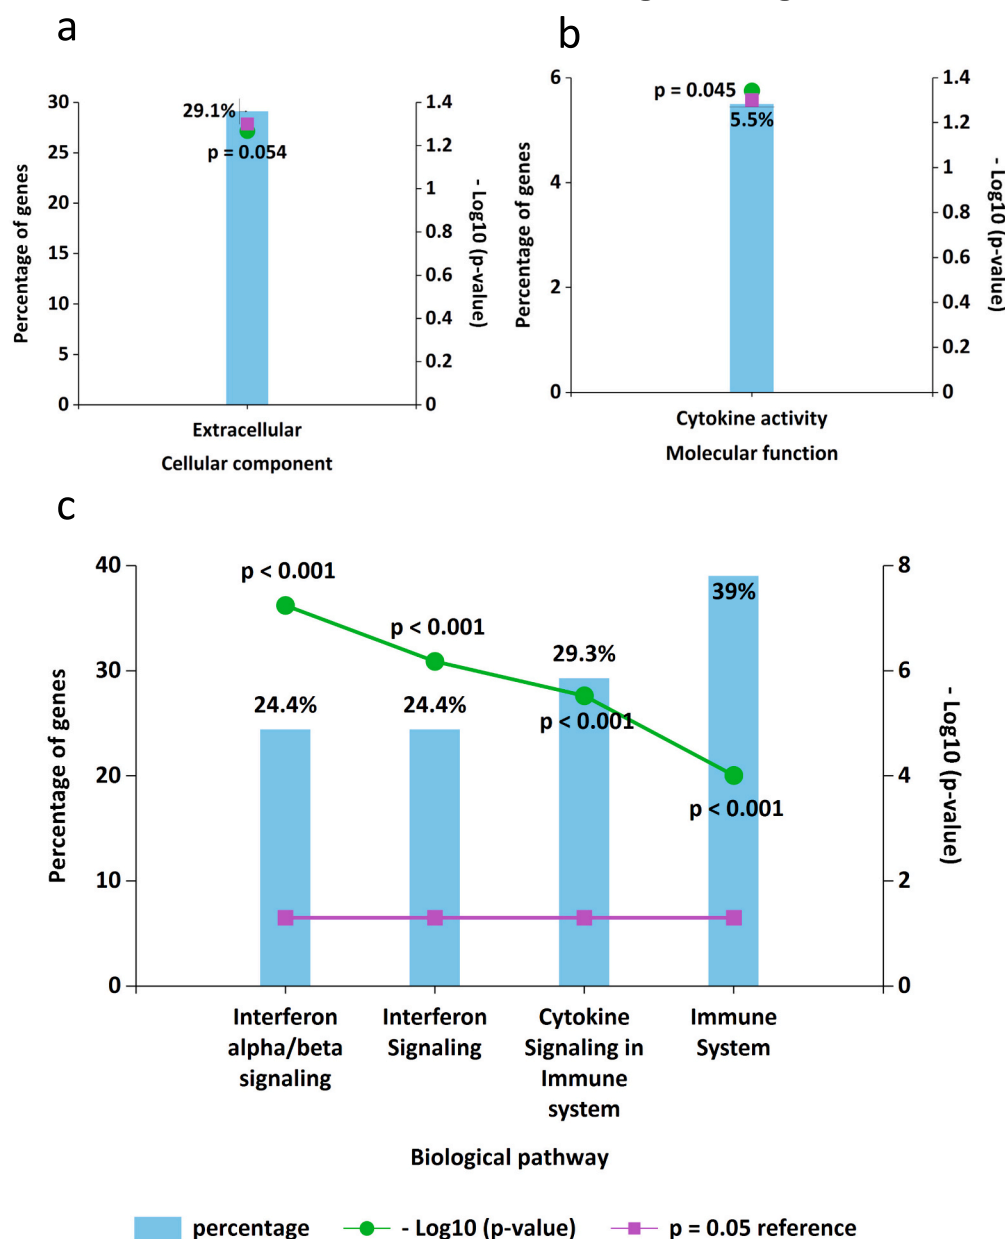 a
30
25
20
15
10
5
0
Percentage of genes
29.1%
p = 0.054
1.4
1.2
1
0.8
0.6
0.4
0.2
0
- Log10 (p-value)
Extracellular
Cellular component
b
6
4
2
0
Percentage of genes
p = 0.045
5.5%
1.4
1.2
1
0.8
0.6
0.4
0.2
0
- Log10 (p-value)
Cytokine activity
Molecular function
c
40
30
20
10
0
Percentage of genes
p < 0.001
p < 0.001
p < 0.001
p < 0.001
24.4%
24.4%
29.3%
39%
8
6
4
2
0
- Log10 (p-value)
Interferon
alpha/beta
signaling
Interferon
Signaling
Cytokine
Signaling in
Immune
system
Immune
System
Biological pathway
percentage
- Log10 (p-value)
p = 0.05 reference